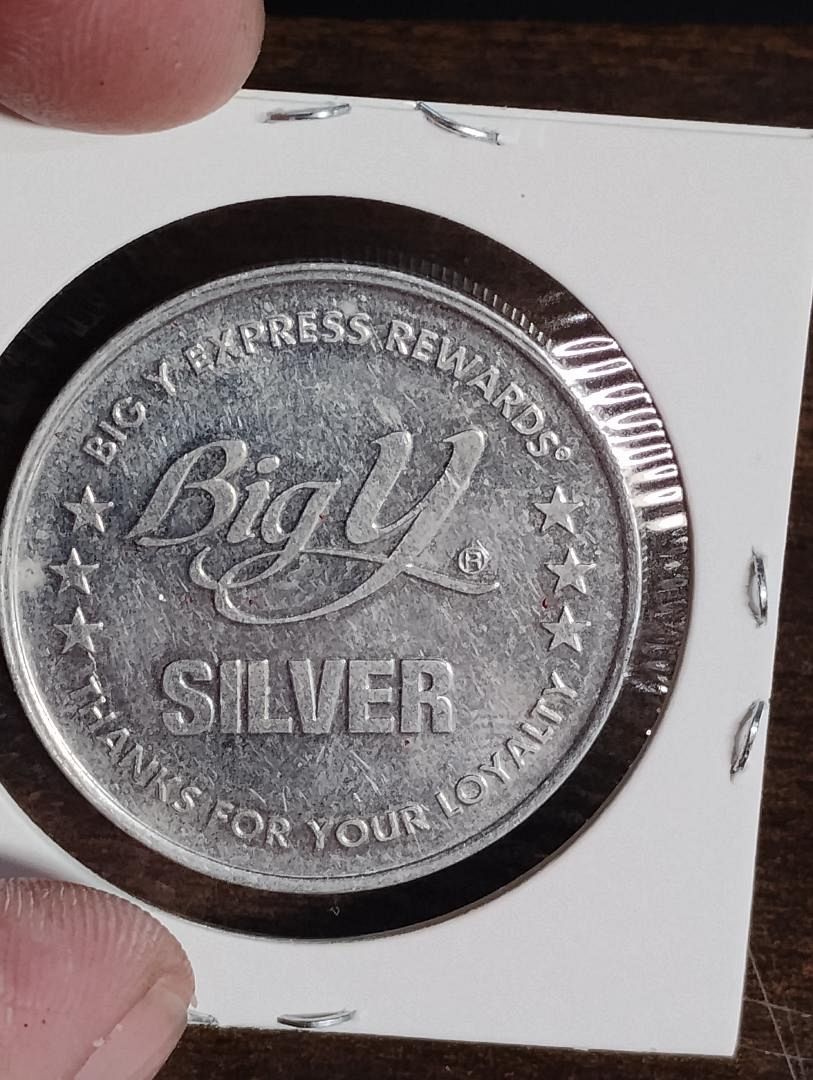 BIG Y EXPRESS REWARDS®
Big Y ®
SILVER
THANKS FOR YOUR LOYALTY